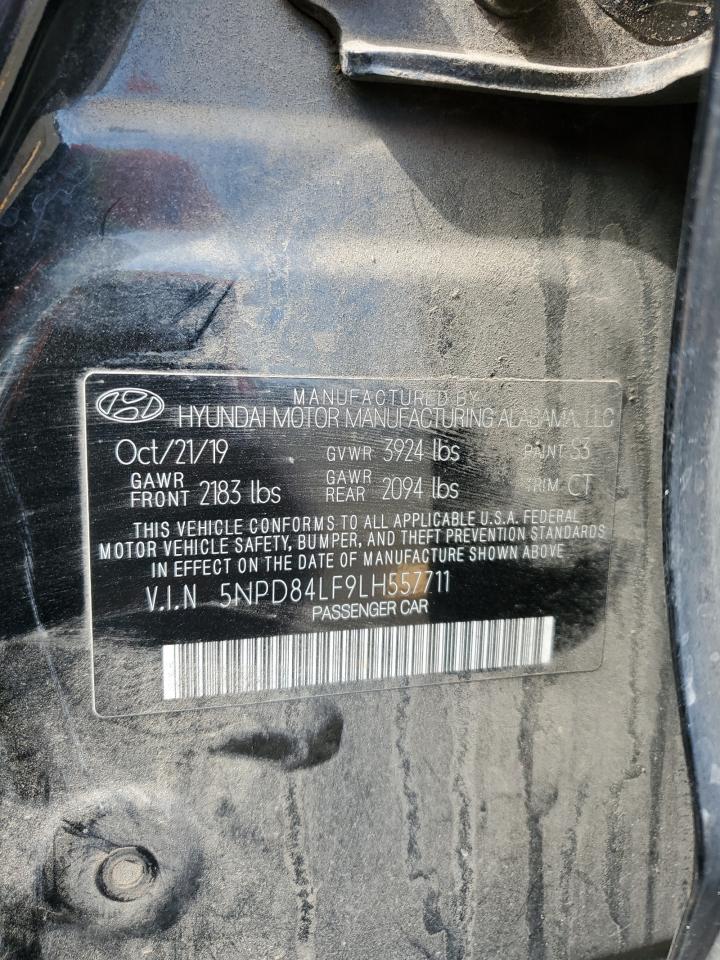 MANUFACTURED BY
HYUNDAI MOTOR MANUFACTURING ALABAMA, LLC
Oct/21/19 GVWR 3924 lbs PAINT S3
GAWR FRONT 2183 lbs GAWR REAR 2094 lbs TRIM CT
THIS VEHICLE CONFORMS TO ALL APPLICABLE U.S.A. FEDERAL
MOTOR VEHICLE SAFETY, BUMPER, AND THEFT PREVENTION STANDARDS
IN EFFECT ON THE DATE OF MANUFACTURE SHOWN ABOVE
V.I.N 5NPD84LF9LH557711
PASSENGER CAR